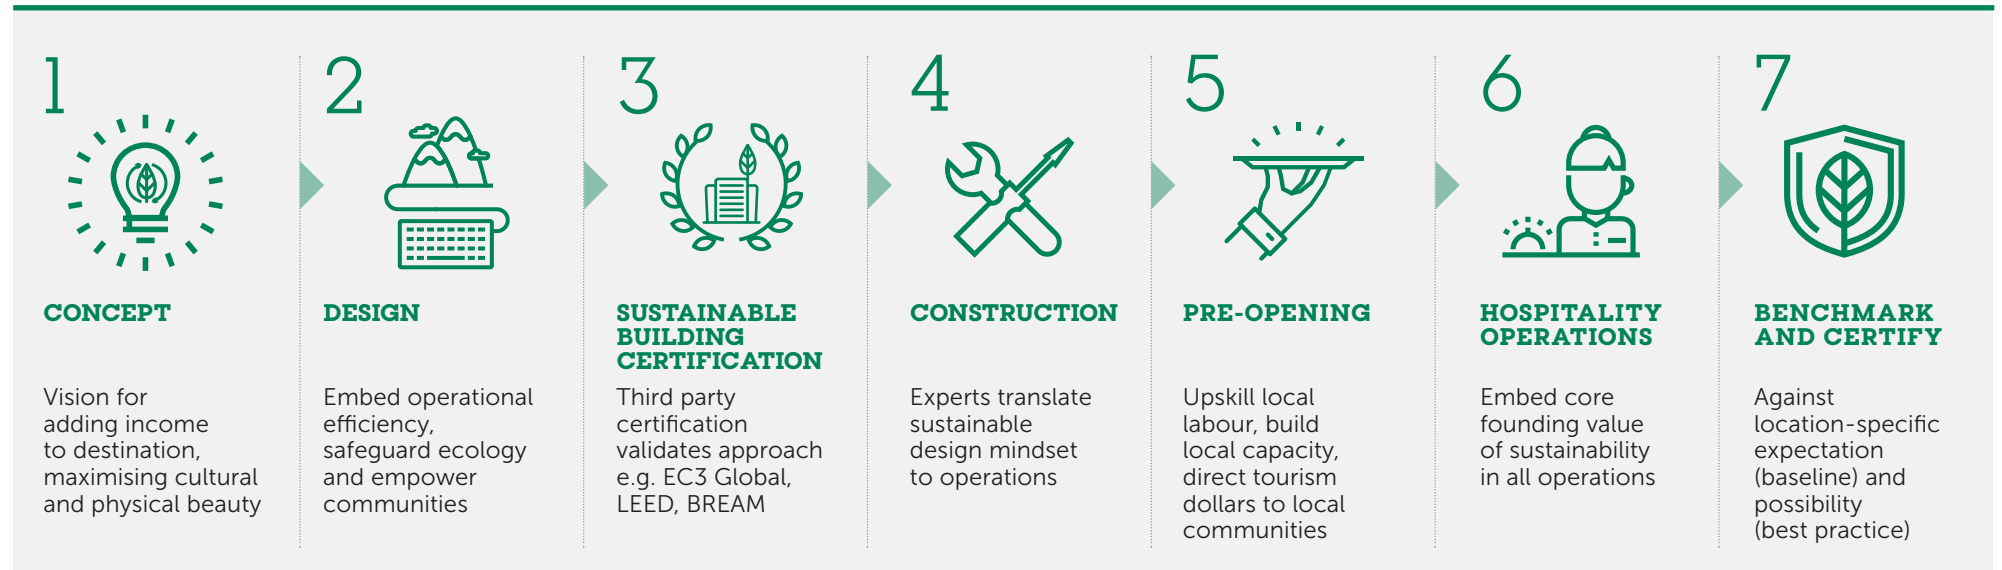 1
CONCEPT
Vision for
adding income
to destination,
maximising cultural
and physical beauty
2
DESIGN
Embed operational
efficiency,
safeguard ecology
and empower
communities
3
SUSTAINABLE
BUILDING
CERTIFICATION
Third party
certification
validates approach
e.g. EC3 Global,
LEED, BREAM
4
CONSTRUCTION
Experts translate
sustainable
design mindset
to operations
5
PRE-OPENING
Upskill local
labour, build
local capacity,
direct tourism
dollars to local
communities
6
HOSPITALITY
OPERATIONS
Embed core
founding value
of sustainability
in all operations
7
BENCHMARK
AND CERTIFY
Against
location-specific
expectation
(baseline) and
possibility
(best practice)